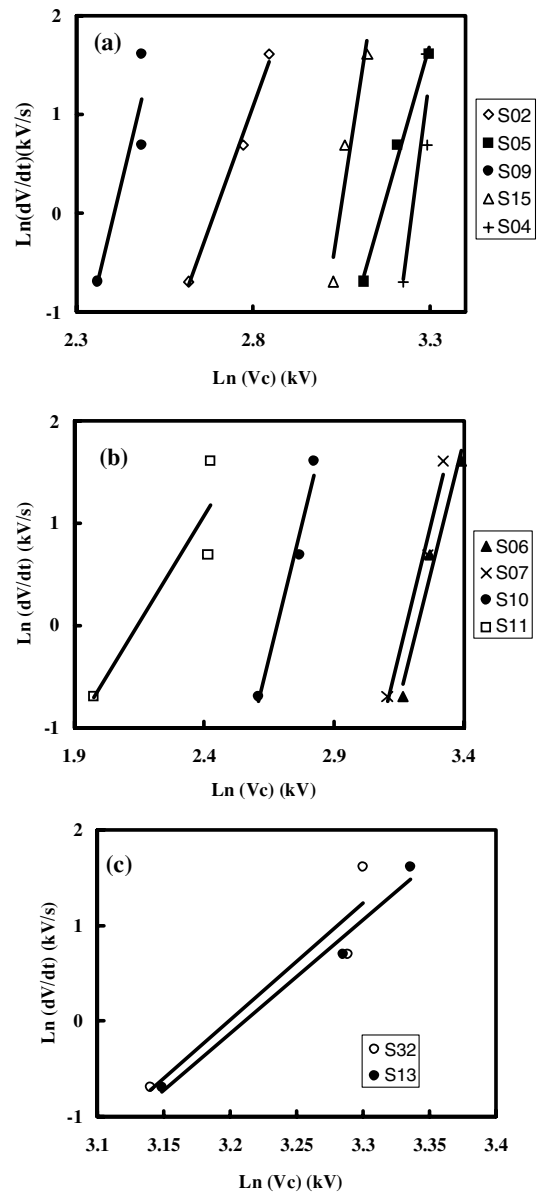 (a)
Ln(dV/dt)(kV/s)
2
1
0
-1
2.3 2.8 3.3
Ln (Vc) (kV)
S02
S05
S09
S15
S04
(b)
Ln (dV/dt) (kV/s)
2
1
0
-1
1.9 2.4 2.9 3.4
Ln (Vc) (kV)
S06
S07
S10
S11
(c)
Ln (dV/dt) (kV/s)
2
1
0
-1
3.1 3.15 3.2 3.25 3.3 3.35 3.4
Ln (Vc) (kV)
S32
S13